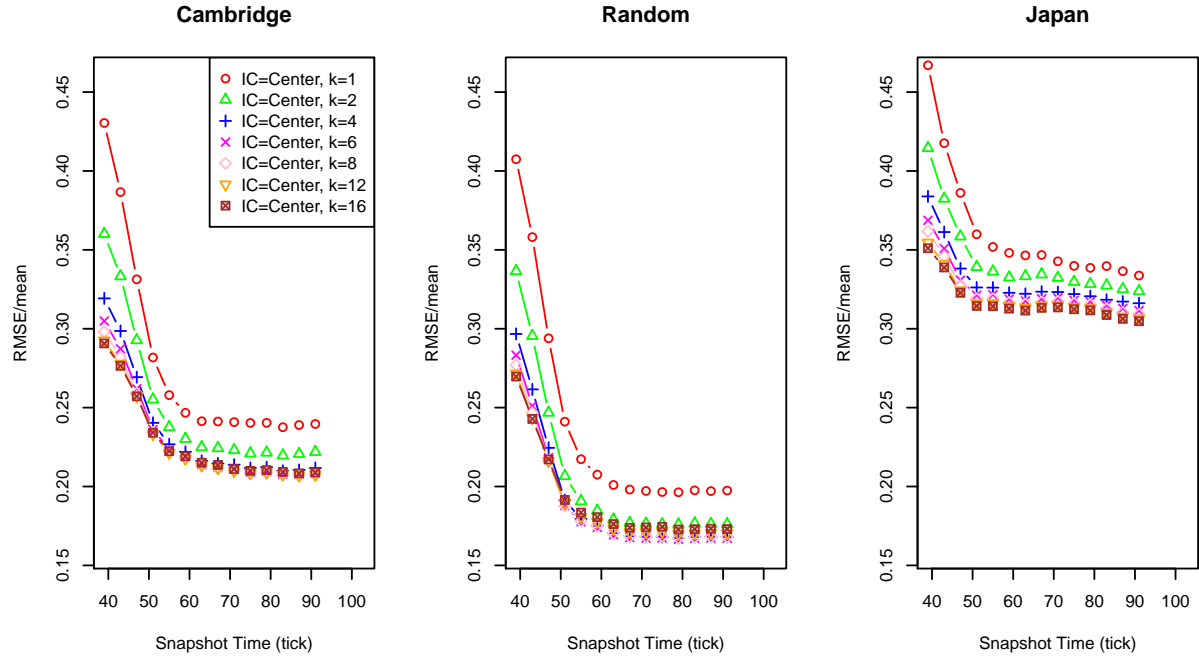 Cambridge
RMSE/mean
0.45
0.40
0.35
0.30
0.25
0.20
0.15
IC=Center, k=1
IC=Center, k=2
IC=Center, k=4
IC=Center, k=6
IC=Center, k=8
IC=Center, k=12
IC=Center, k=16
40 50 60 70 80 90 100
Snapshot Time (tick)
Random
RMSE/mean
0.45
0.40
0.35
0.30
0.25
0.20
0.15
40 50 60 70 80 90 100
Snapshot Time (tick)
Japan
RMSE/mean
0.45
0.40
0.35
0.30
0.25
0.20
0.15
40 50 60 70 80 90 100
Snapshot Time (tick)